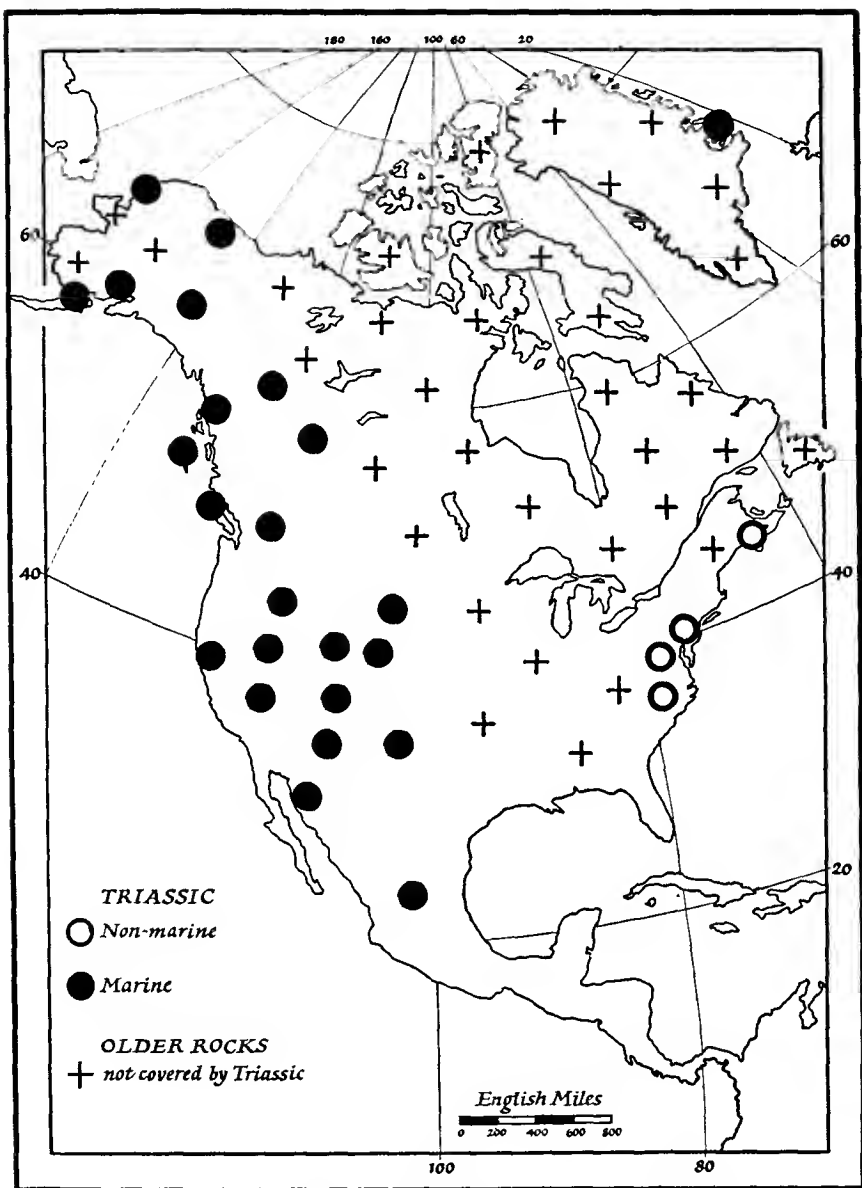 180 160 100 60 20
60 60
40 40
20
TRIASSIC
Non-marine
Marine
OLDER ROCKS
not covered by Triassic
English Miles
0 200 400 600 800
100 80